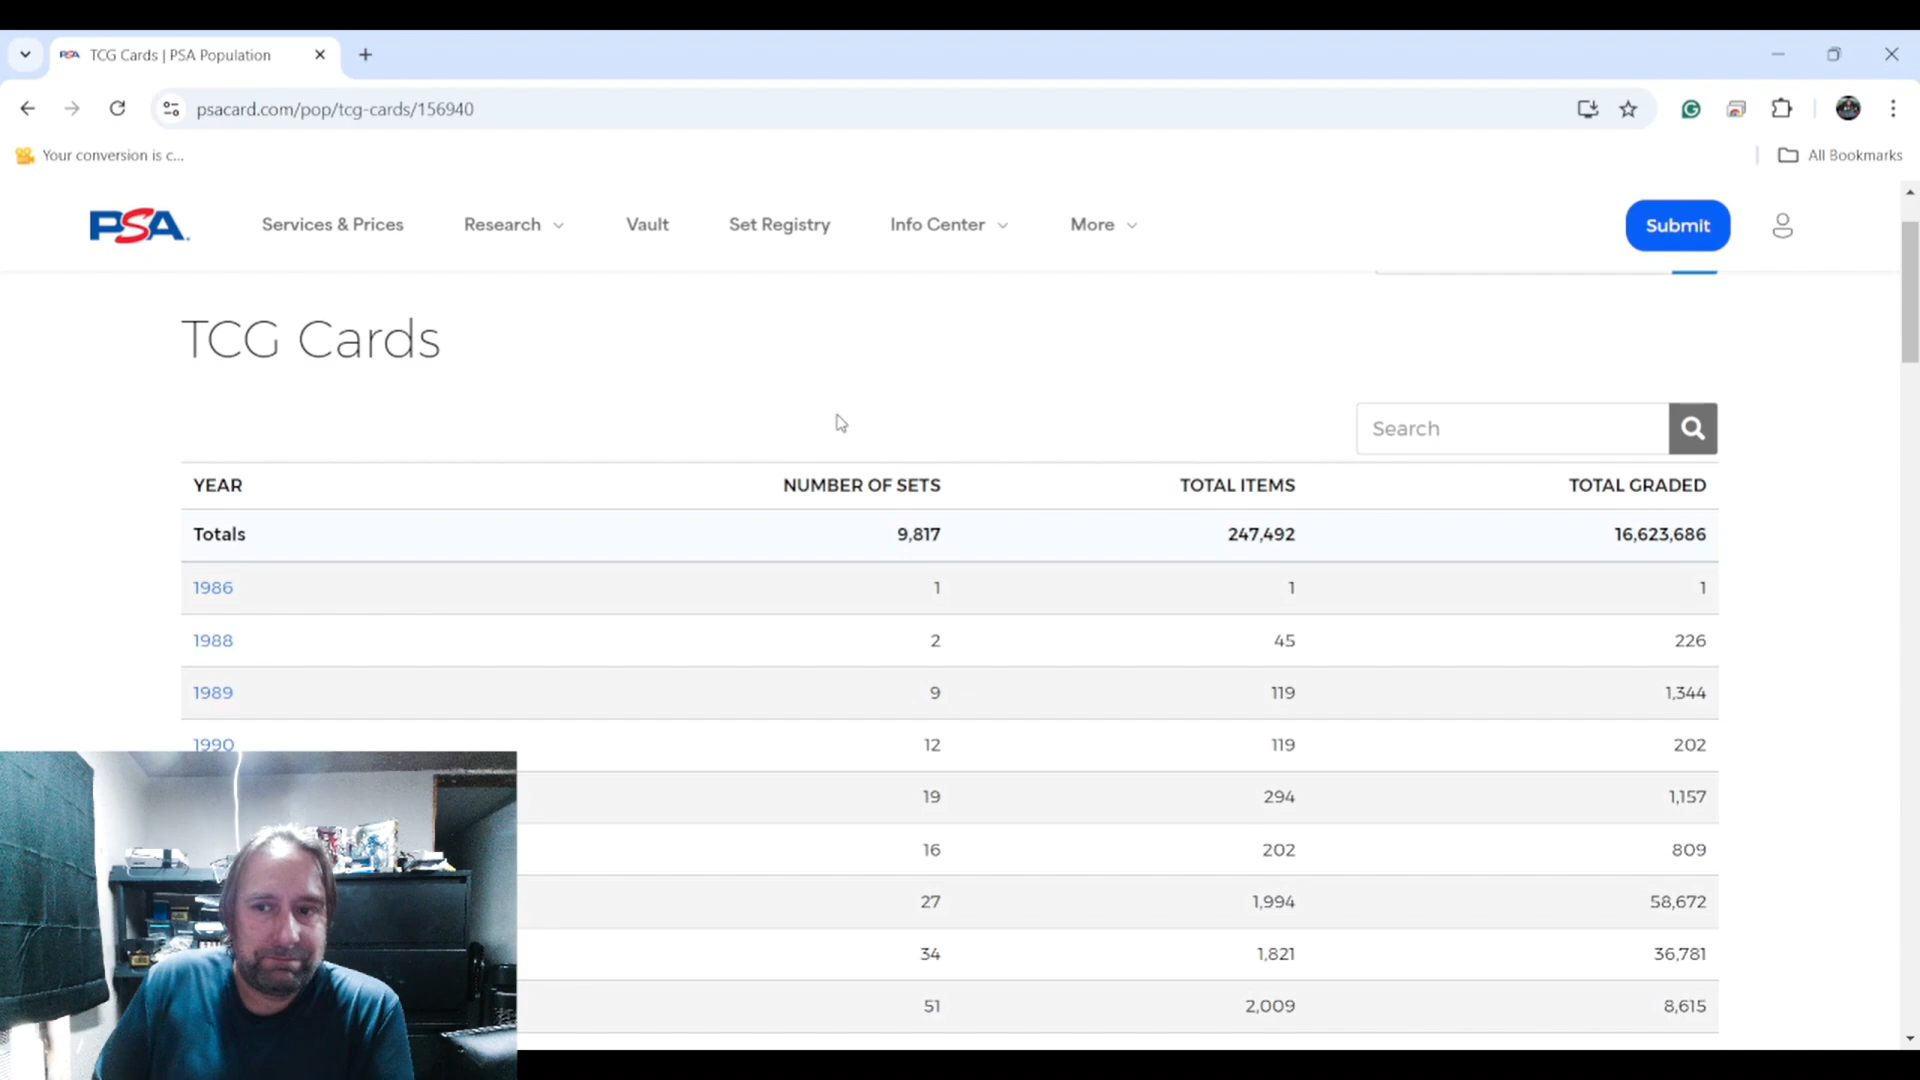 PSA TCG Cards | PSA Population
psacard.com/pop/tcg-cards/156940
Your conversion is c...
All Bookmarks
PSA Services & Prices Research Vault Set Registry Info Center More Submit
TCG Cards
Search
YEAR NUMBER OF SETS TOTAL ITEMS TOTAL GRADED
Totals 9,817 247,492 16,623,686
1986 1 1 1
1988 2 45 226
1989 9 119 1,344
1990 12 119 202
19 294 1,157
16 202 809
27 1,994 58,672
34 1,821 36,781
51 2,009 8,615